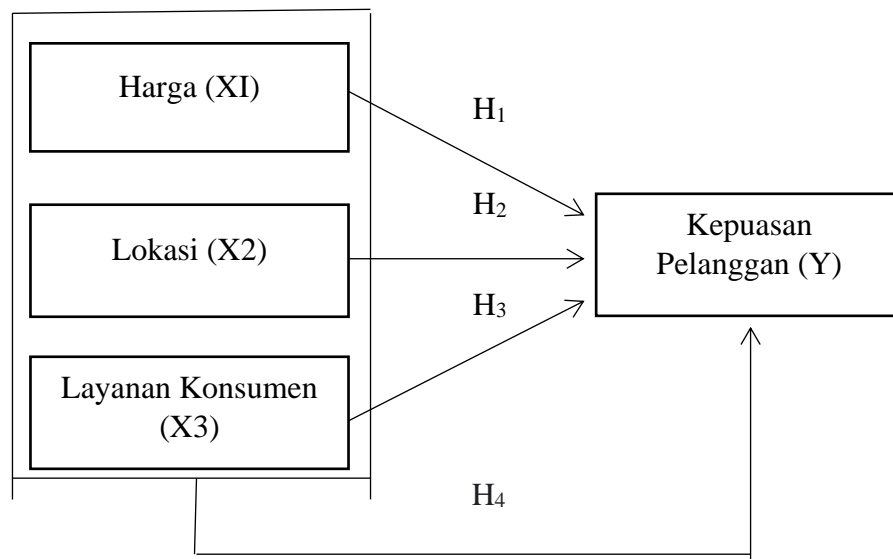 Harga (XI)
H₁
Lokasi (X2)
H₂
Kepuasan
Pelanggan (Y)
H₃
Layanan Konsumen
(X3)
H₄